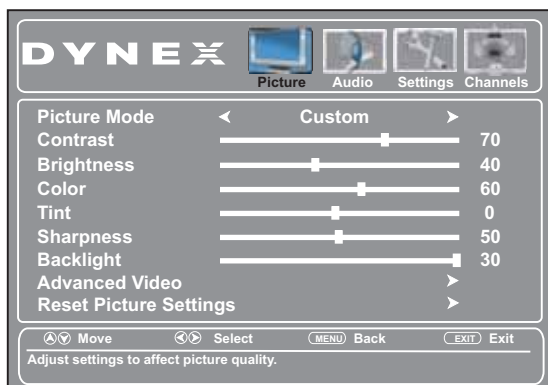 DYNEX
Picture Audio Settings Channels
Picture Mode Custom
Contrast 70
Brightness 40
Color 60
Tint 0
Sharpness 50
Backlight 30
Advanced Video
Reset Picture Settings
Move Select MENU Back EXIT Exit
Adjust settings to affect picture quality.